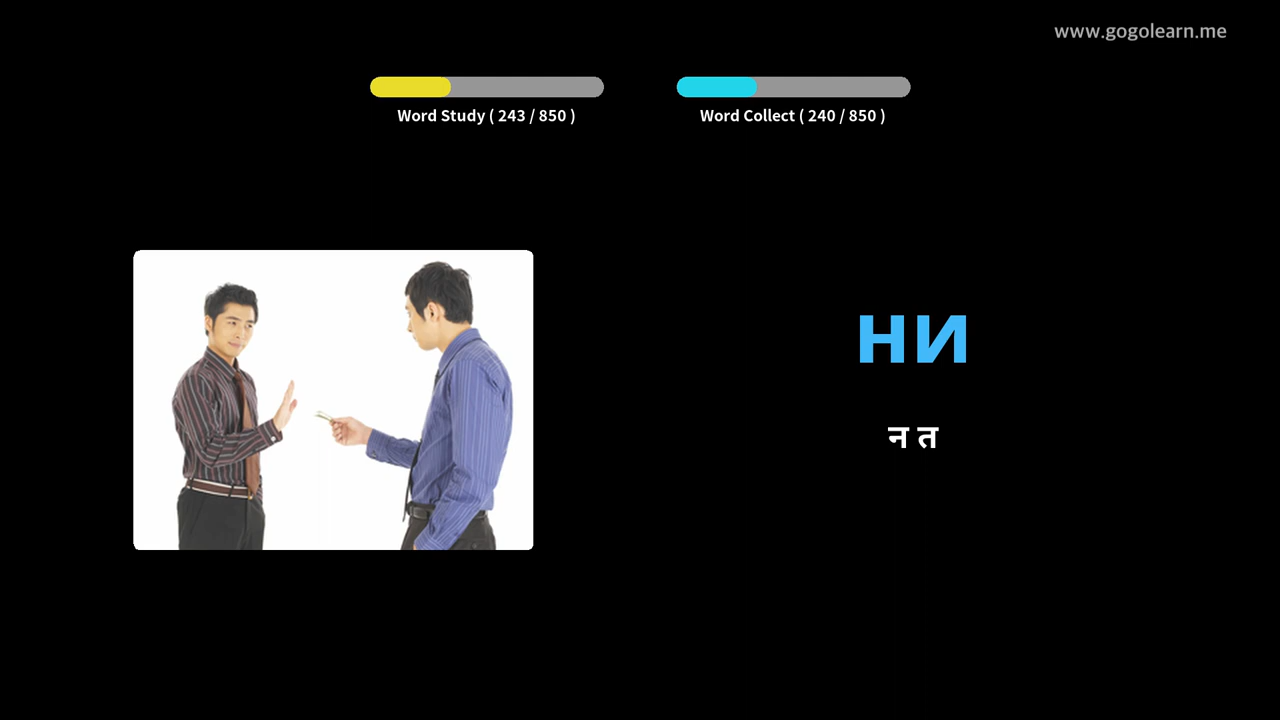 www.gogolearn.me
Word Study ( 243 / 850 )
Word Collect ( 240 / 850 )
ни
न त